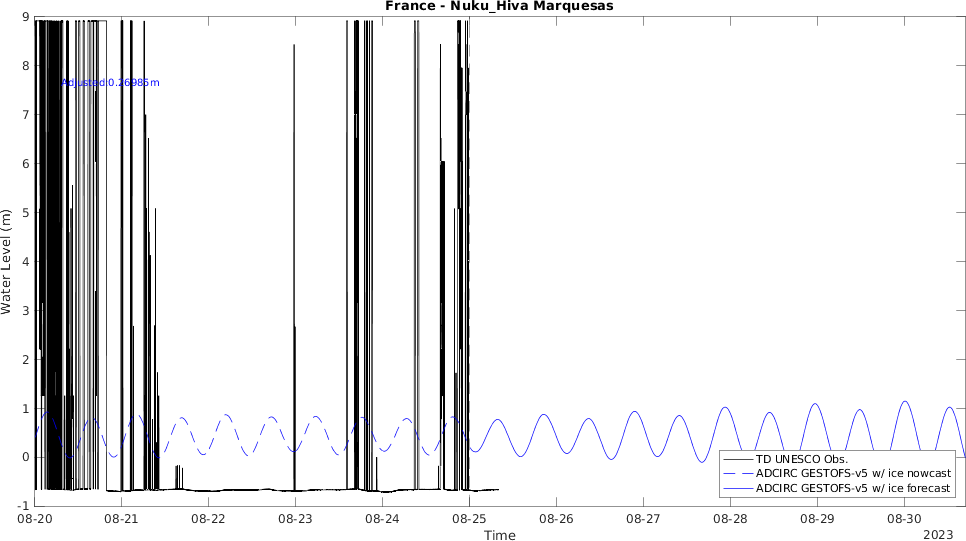 France - Nuku_Hiva Marquesas
9
8
Adjusted:0.26985m
7
6
5
4
3
2
1
0
-1
Water Level (m)
TD UNESCO Obs.
ADCIRC GESTOFS-v5 w/ ice nowcast
ADCIRC GESTOFS-v5 w/ ice forecast
08-20 08-21 08-22 08-23 08-24 08-25 08-26 08-27 08-28 08-29 08-30
Time
2023